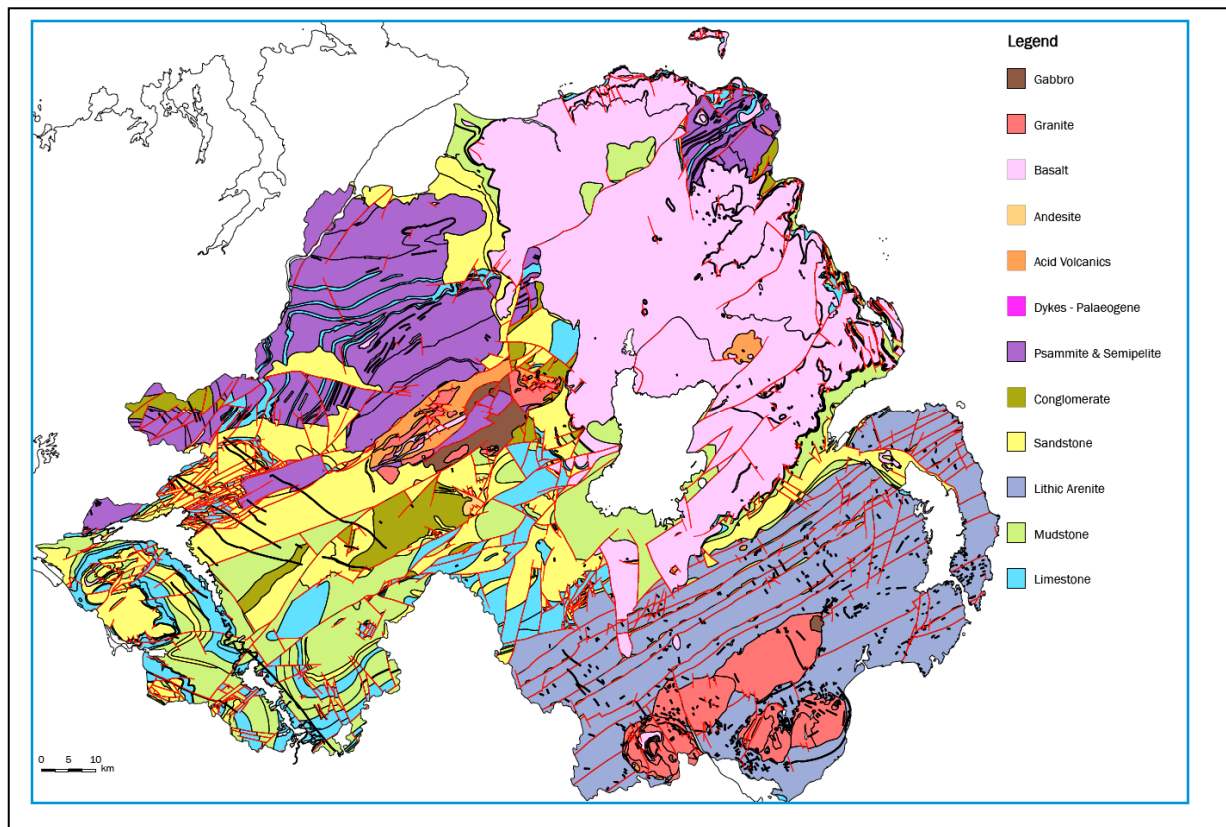 Legend
Gabbro
Granite
Basalt
Andesite
Acid Volcanics
Dykes - Palaeogene
Psammite & Semipelite
Conglomerate
Sandstone
Lithic Arenite
Mudstone
Limestone
0 5 10
km